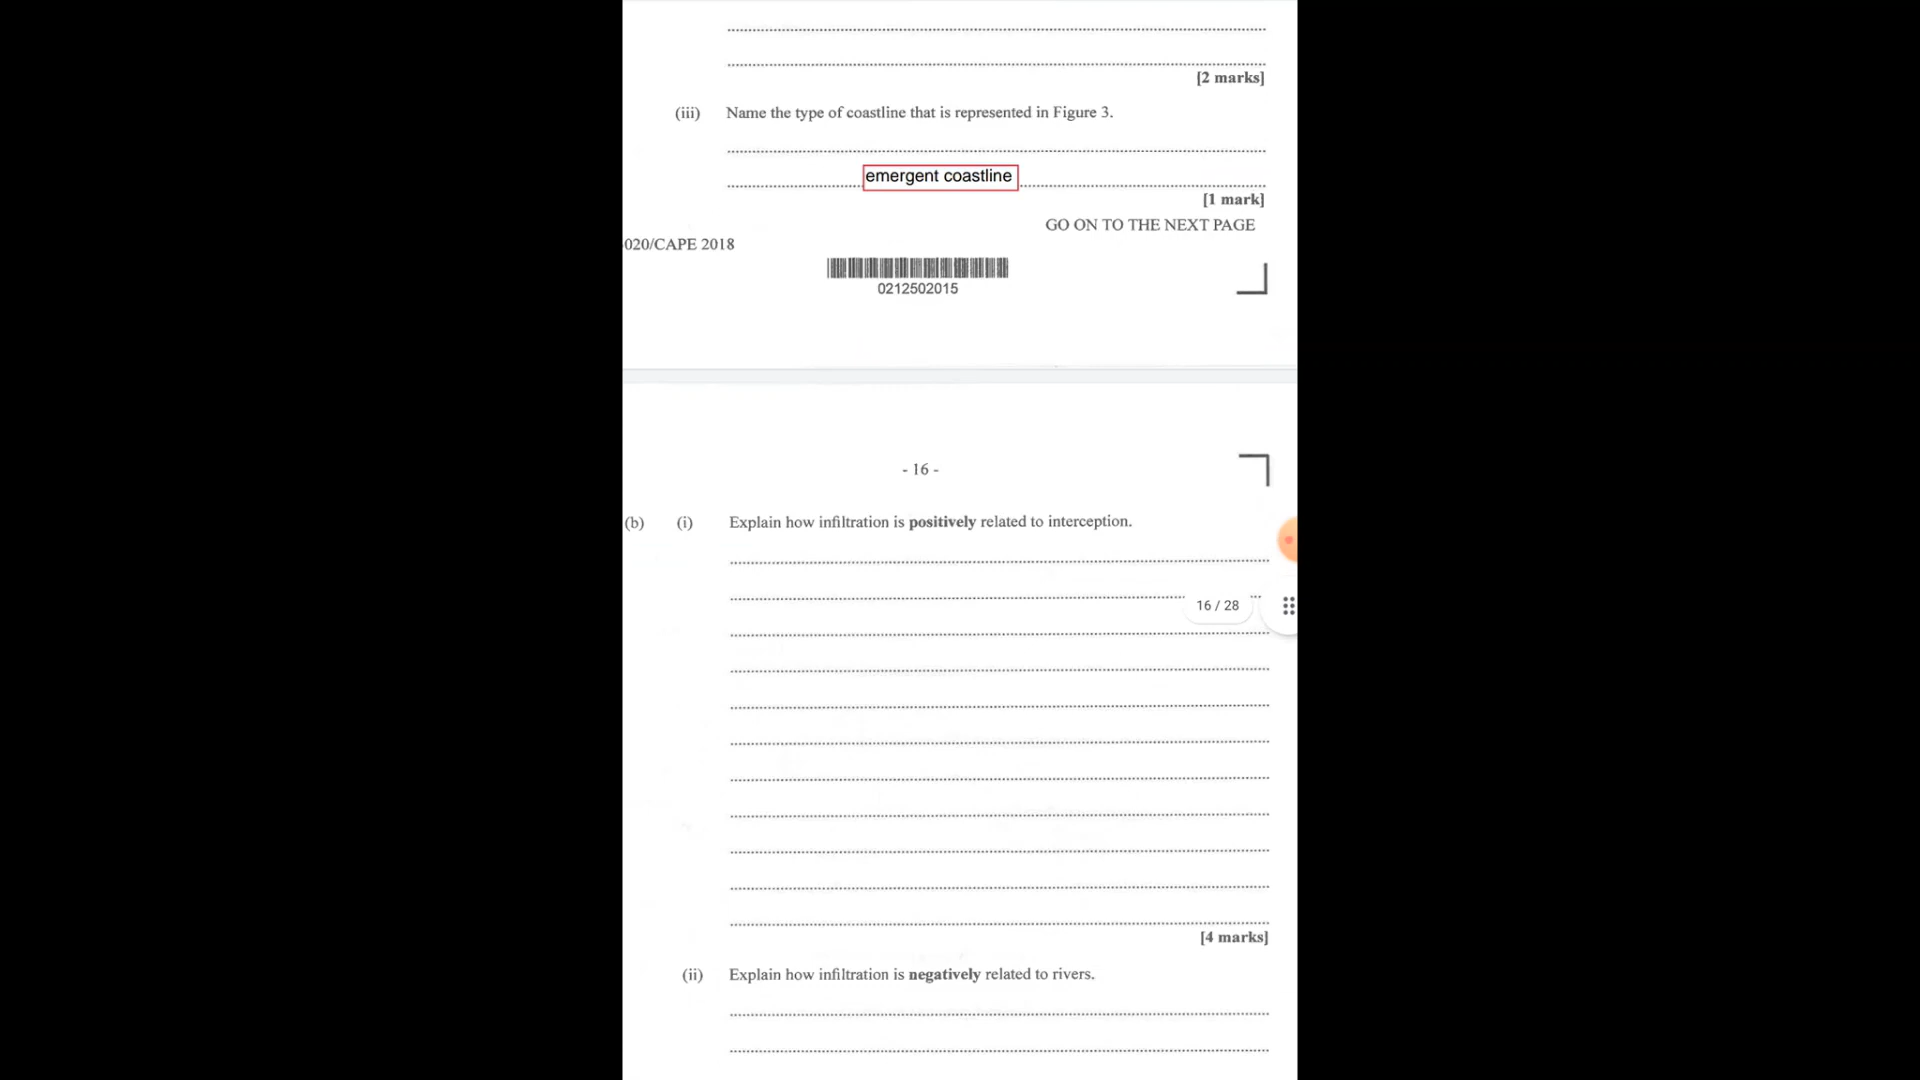 [2 marks]
(iii) Name the type of coastline that is represented in Figure 3.
emergent coastline
[1 mark]
GO ON TO THE NEXT PAGE
020/CAPE 2018
0212502015
- 16 -
(b) (i) Explain how infiltration is positively related to interception.
16 / 28
[4 marks]
(ii) Explain how infiltration is negatively related to rivers.